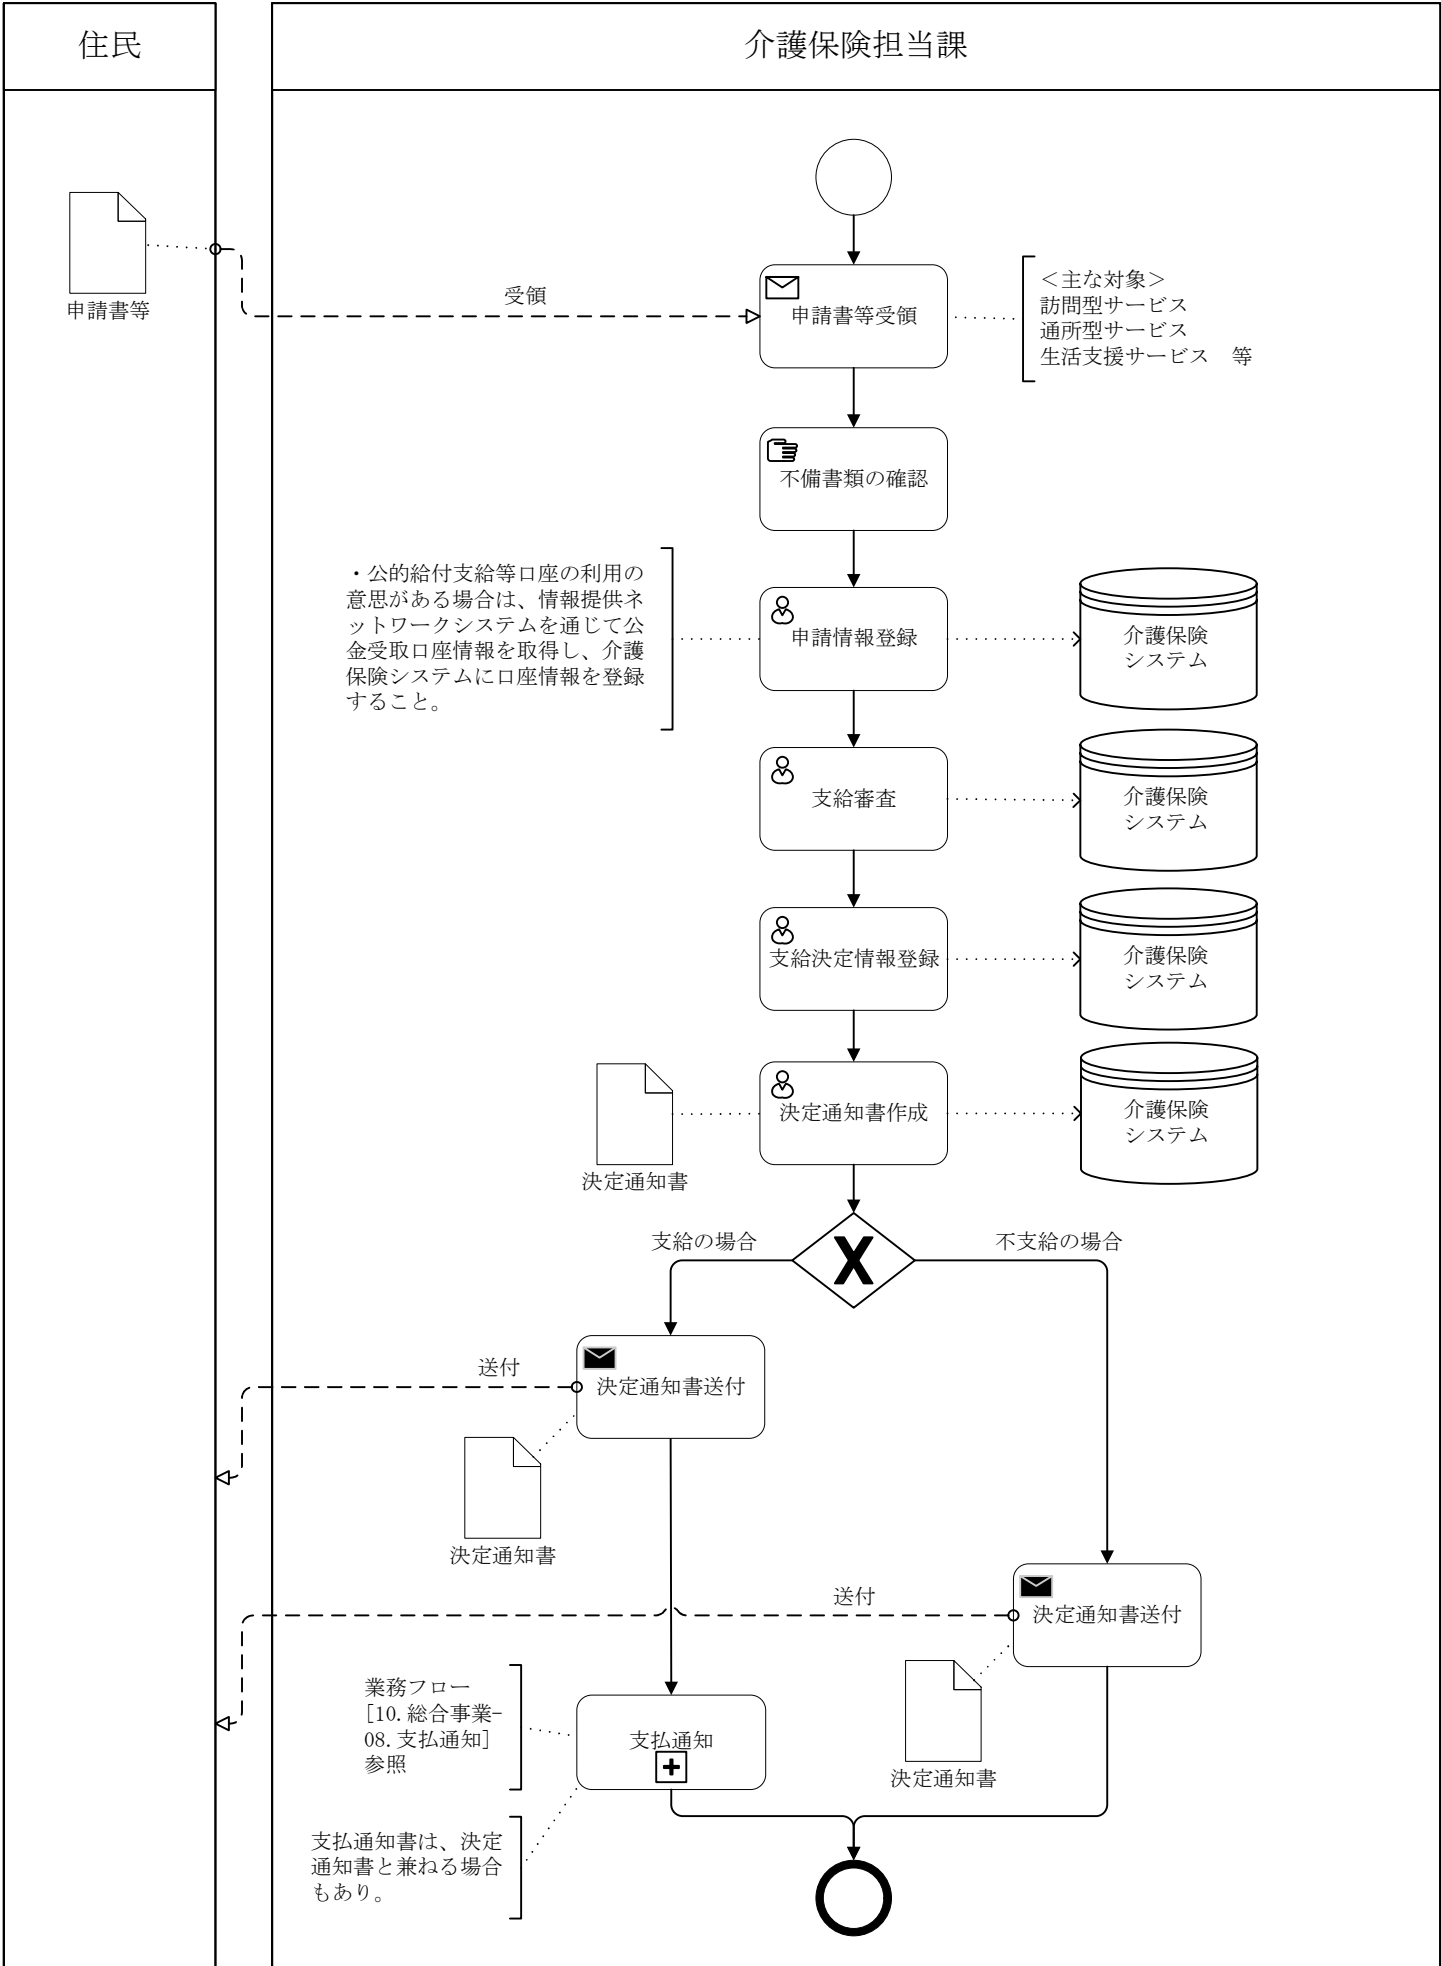 住民
介護保険担当課
申請書等
受領
申請書等受領
＜主な対象＞
訪問型サービス
通所型サービス
生活支援サービス　等
不備書類の確認
・公的給付支給等口座の利用の
意思がある場合は、情報提供ネ
ットワークシステムを通じて公
金受取口座情報を取得し、介護
保険システムに口座情報を登録
すること。
申請情報登録
介護保険
システム
支給審査
介護保険
システム
支給決定情報登録
介護保険
システム
決定通知書作成
介護保険
システム
決定通知書
支給の場合
不支給の場合
X
送付
決定通知書送付
決定通知書
送付
決定通知書送付
決定通知書
業務フロー
[10.総合事業-
08.支払通知]
参照
支払通知
支払通知書は、決定
通知書と兼ねる場合
もあり。